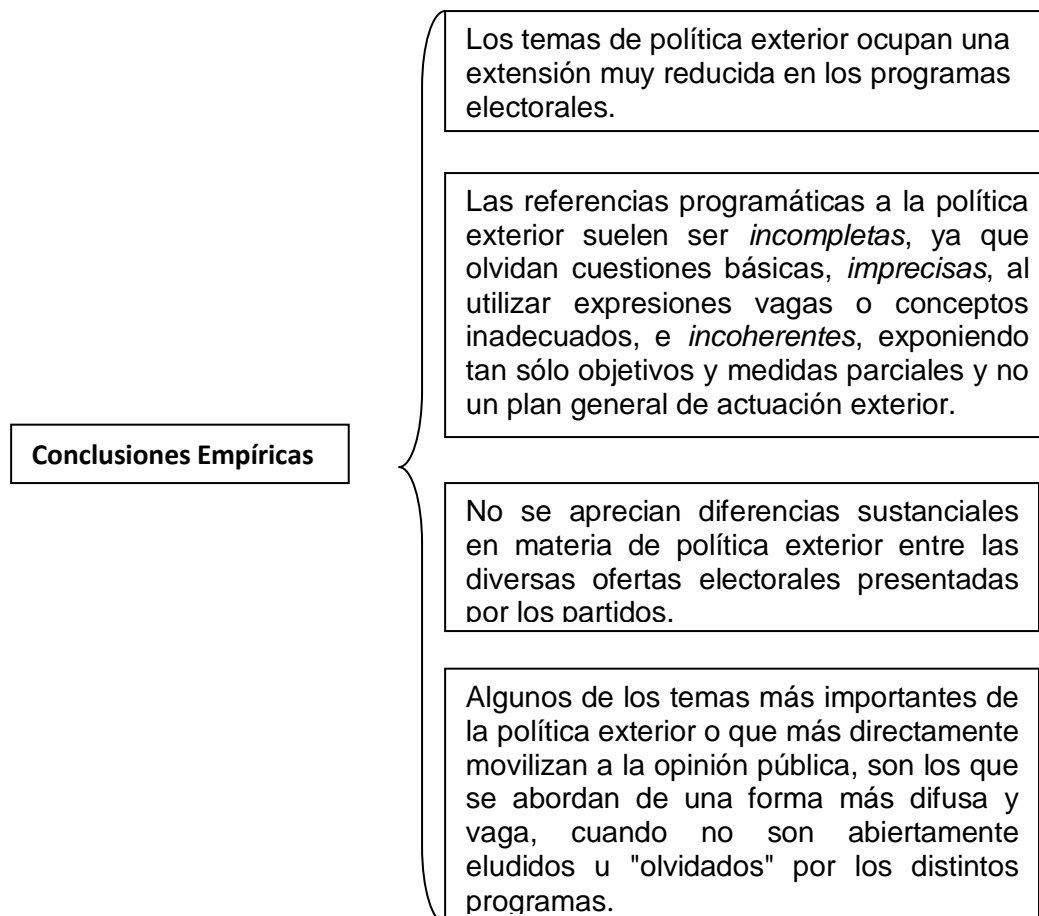 Los temas de política exterior ocupan una
extensión muy reducida en los programas
electorales.
Las referencias programáticas a la política
exterior suelen ser incompletas, ya que
olvidan cuestiones básicas, imprecisas, al
utilizar expresiones vagas o conceptos
inadecuados, e incoherentes, exponiendo
tan sólo objetivos y medidas parciales y no
un plan general de actuación exterior.
Conclusiones Empíricas
No se aprecian diferencias sustanciales
en materia de política exterior entre las
diversas ofertas electorales presentadas
por los partidos.
Algunos de los temas más importantes de
la política exterior o que más directamente
movilizan a la opinión pública, son los que
se abordan de una forma más difusa y
vaga, cuando no son abiertamente
eludidos u "olvidados" por los distintos
programas.